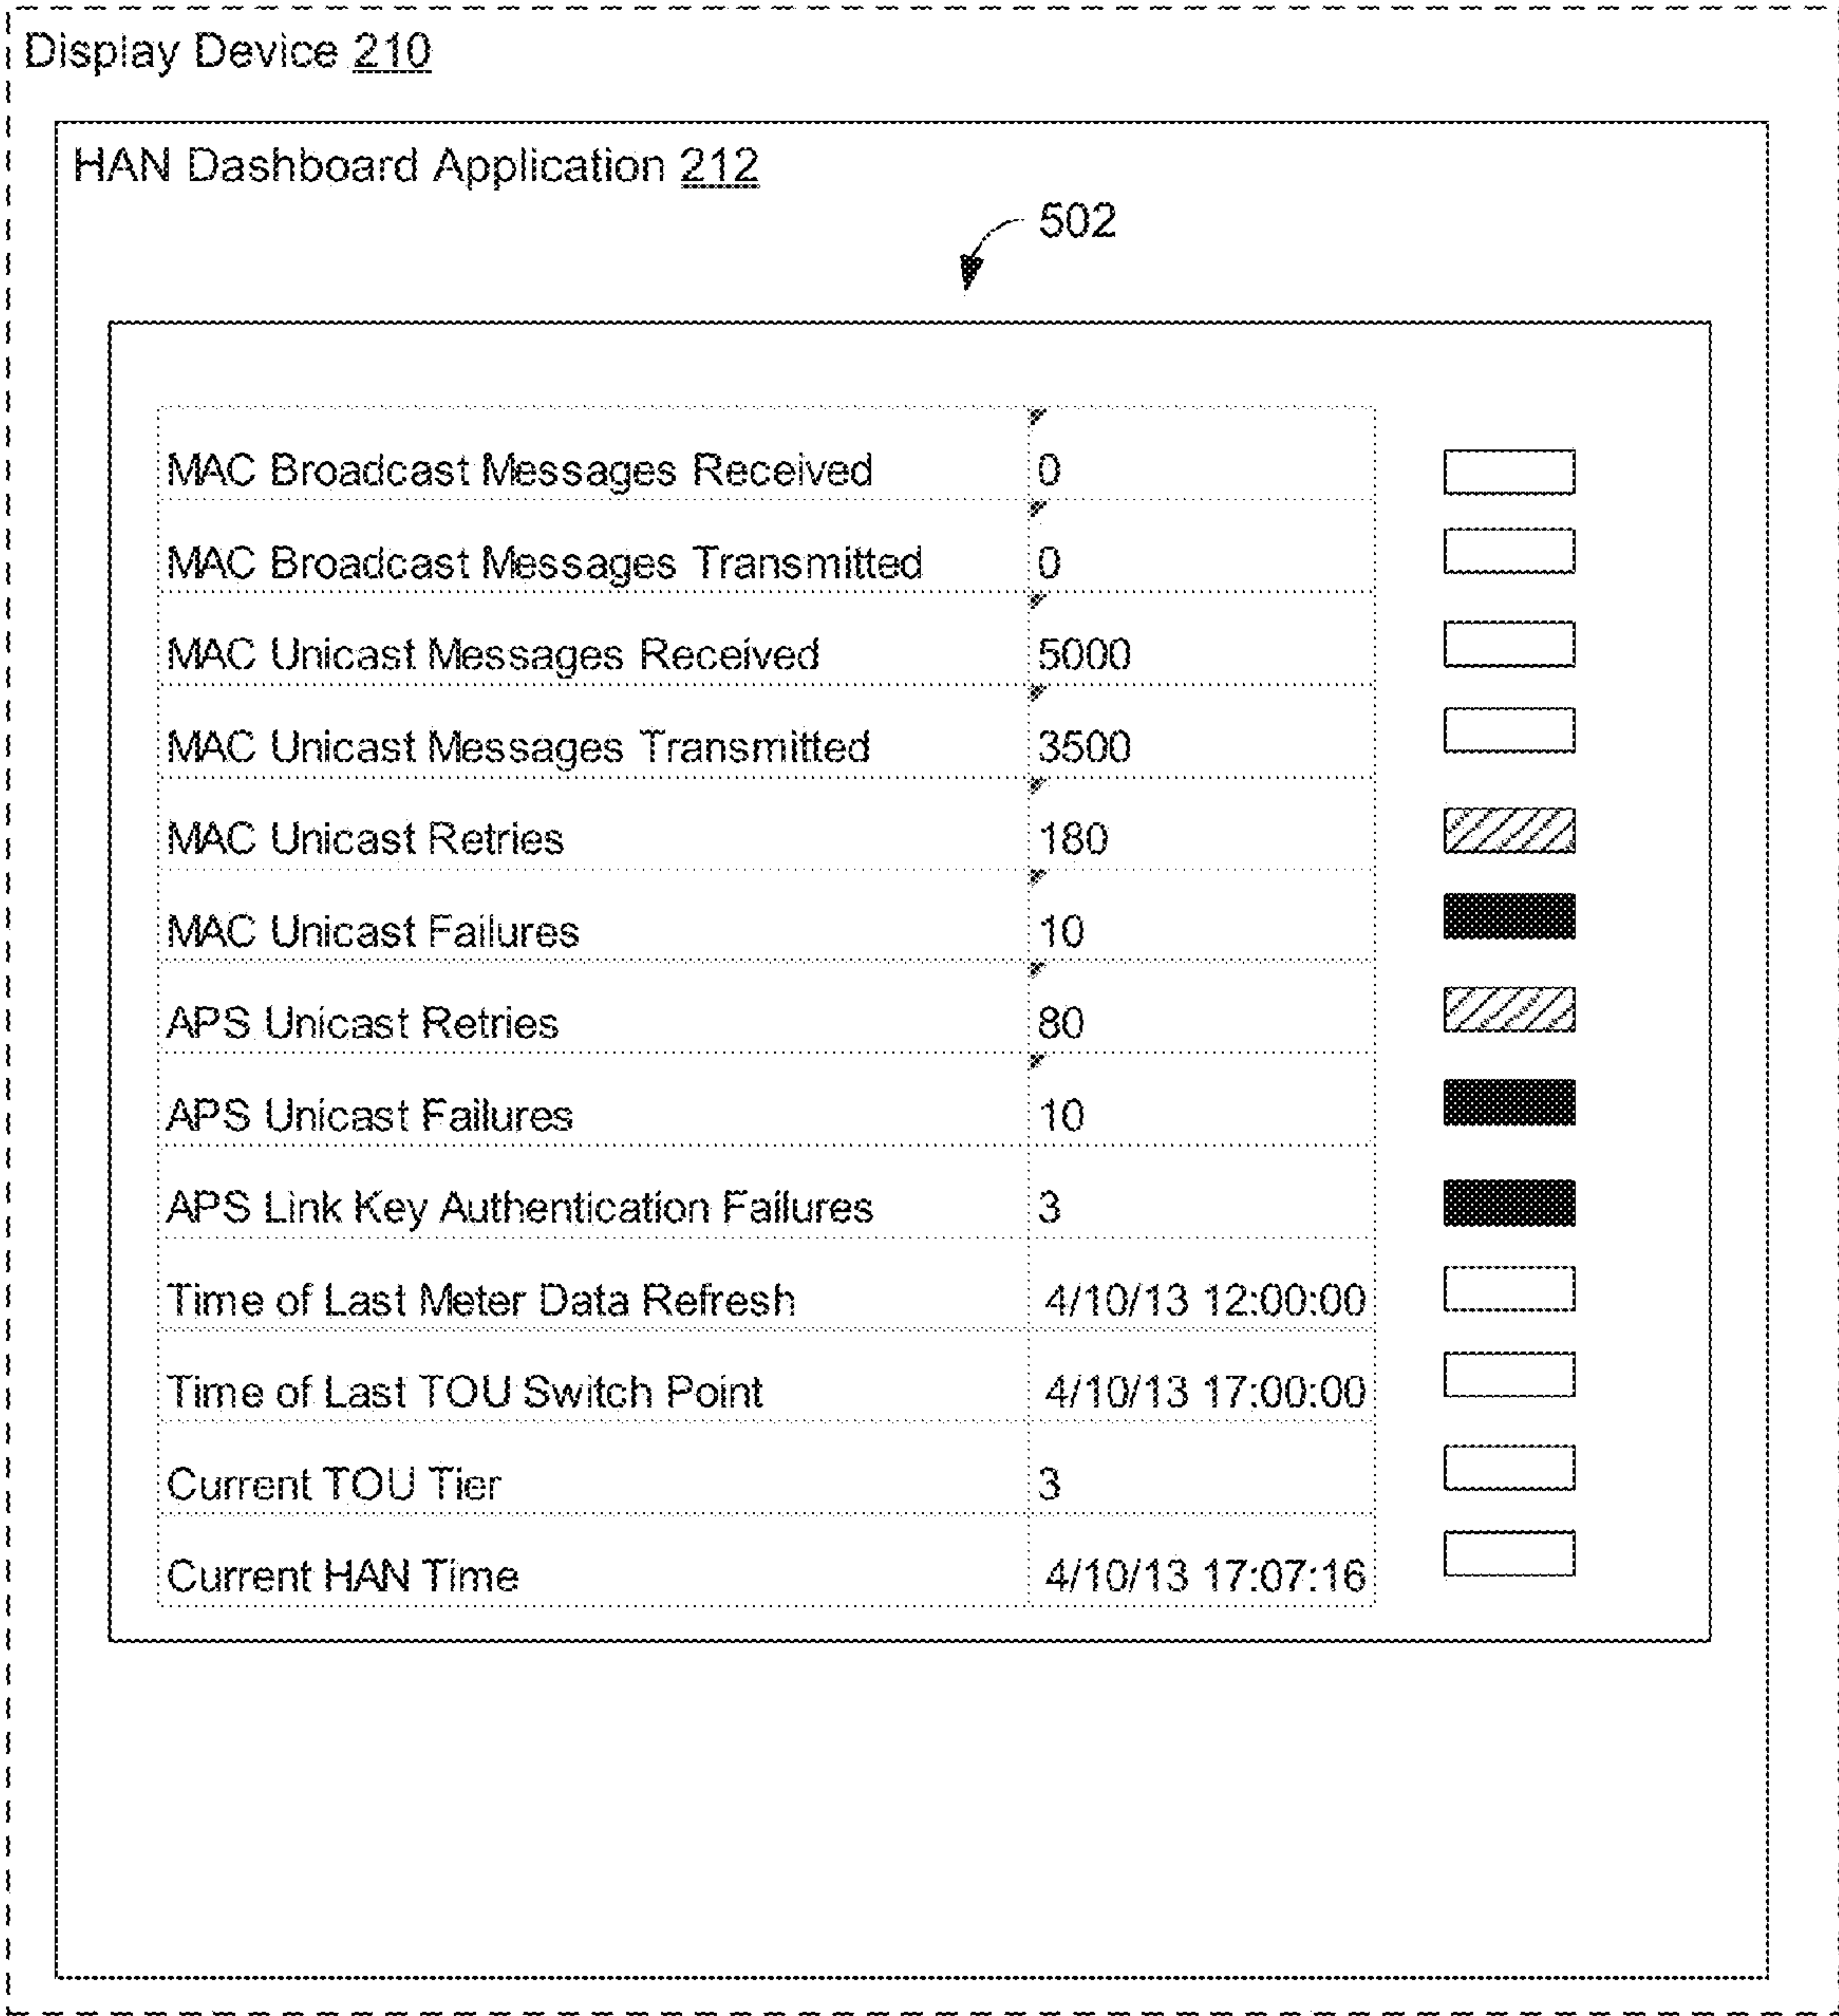 Display Device 210
HAN Dashboard Application 212
502
MAC Broadcast Messages Received 0
MAC Broadcast Messages Transmitted 0
MAC Unicast Messages Received 5000
MAC Unicast Messages Transmitted 3500
MAC Unicast Retries 180
MAC Unicast Failures 10
APS Unicast Retries 80
APS Unicast Failures 10
APS Link Key Authentication Failures 3
Time of Last Meter Data Refresh 4/10/13 12:00:00
Time of Last TOU Switch Point 4/10/13 17:00:00
Current TOU Tier 3
Current HAN Time 4/10/13 17:07:16